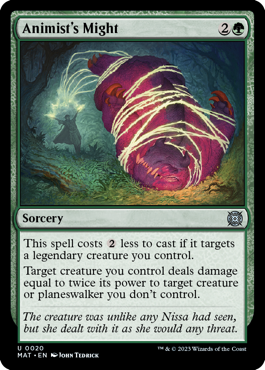 Animist's Might 2
Sorcery
This spell costs 2 less to cast if it targets
a legendary creature you control.
Target creature you control deals damage
equal to twice its power to target creature
or planeswalker you don't control.
The creature was unlike any Nissa had seen,
but she dealt with it as she would any threat.
U 0020
MAT • EN JOHN TEDRICK
™ & © 2023 Wizards of the Coast